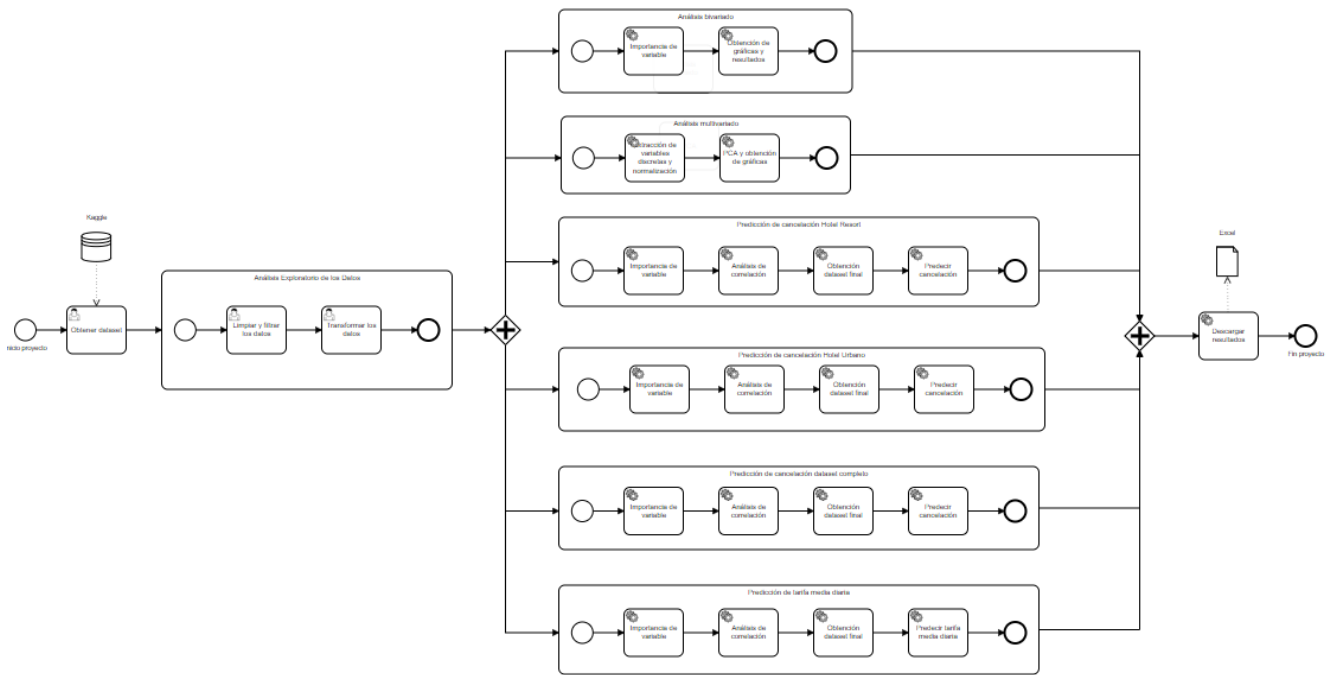 Análisis bivariado
Importancia de
variable
Obtención de
gráficas y
resultados
Análisis multivariado
variables
discretas y
normalización
PCA y obtención
de gráficas
Kaggle
Predicción de cancelación Hotel Resort
Importancia de
variable
Análisis de
correlación
Obtención
dataset final
Predecir
cancelación
Excel
Análisis Exploratorio de los Datos
Obtener dataset
Limpiar y filtrar
los datos
Transformar los
datos
Inicio proyecto
Descargar
resultados
Fin proyecto
Predicción de cancelación Hotel Urbano
Importancia de
variable
Análisis de
correlación
Obtención
dataset final
Predecir
cancelación
Predicción de cancelación dataset completo
Importancia de
variable
Análisis de
correlación
Obtención
dataset final
Predecir
cancelación
Predicción de tarifa media diaria
Importancia de
variable
Análisis de
correlación
Obtención
dataset final
Predecir tarifa
media diaria